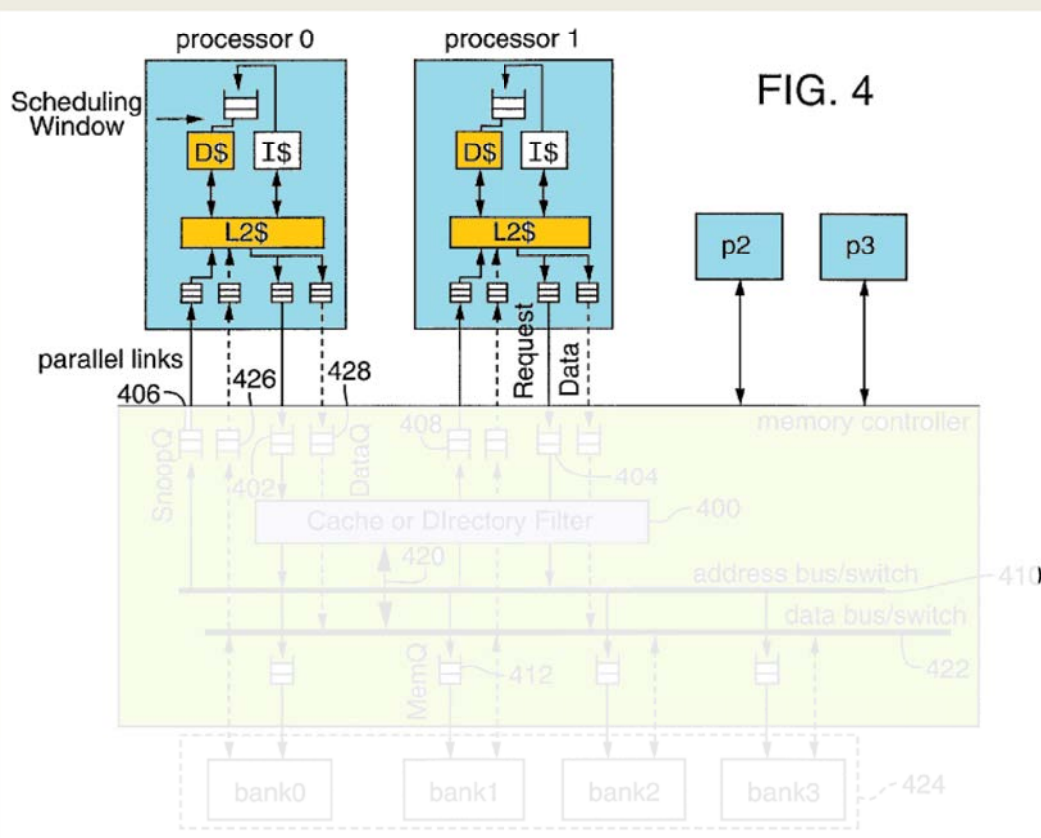 processor 0
processor 1
FIG. 4
Scheduling
Window
D$
I$
D$
I$
L2$
L2$
p2
p3
Request
Data
parallel links
406
426
428
408
memory controller
SnoopQ
402
DataQ
404
Cache or DIrectory Filter
400
420
address bus/switch
410
data bus/switch
422
MemQ
412
bank0
bank1
bank2
bank3
424